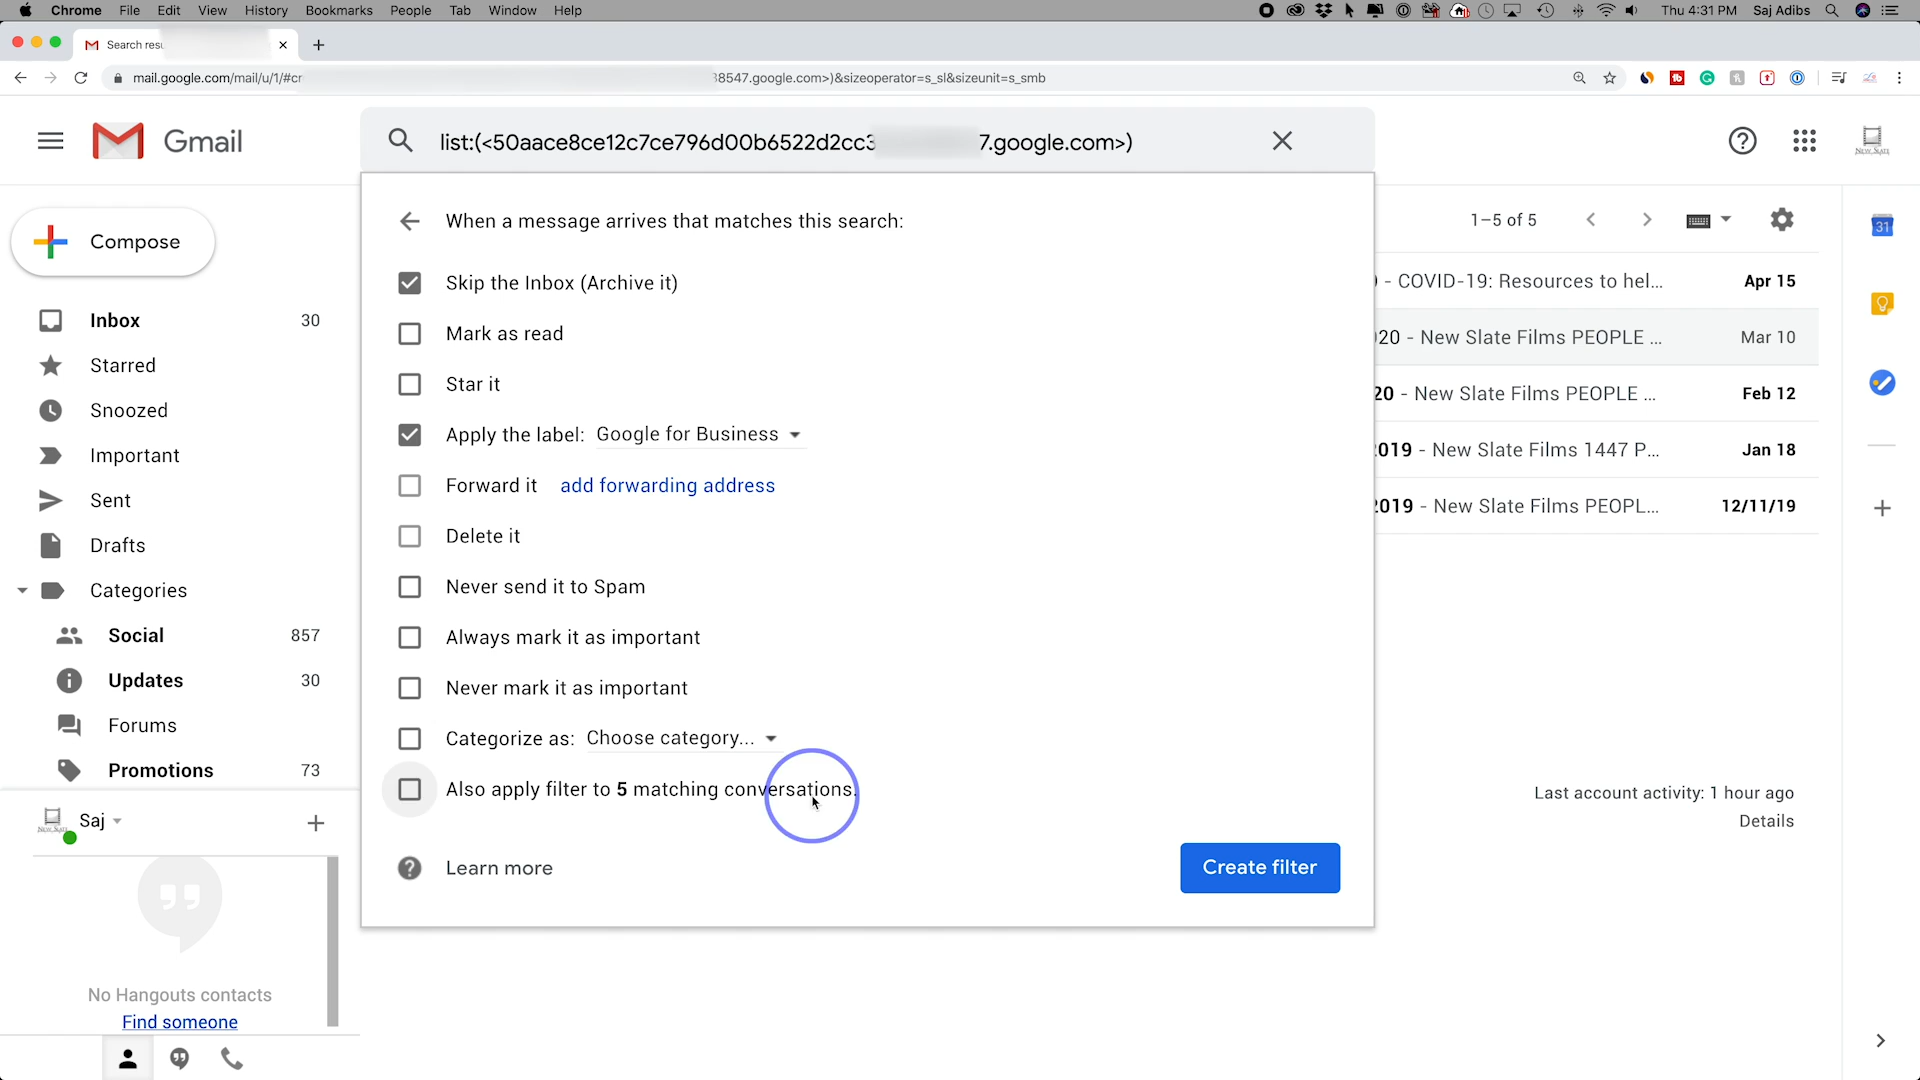 Chrome File Edit View History Bookmarks People Tab Window Help Thu 4:31 PM Saj Adibs
Search
mail.google.com/mail/u/1/#cr 38547.google.com>)&sizeoperator=s_sl&sizeunit=s_smb
Gmail
list:(<50aace8ce12c7ce796d00b6522d2cc3 7.google.com>)
Compose
Inbox 30
Starred
Snoozed
Important
Sent
Drafts
Categories
Social 857
Updates 30
Forums
Promotions 73
Saj
No Hangouts contacts
Find someone
When a message arrives that matches this search:
Skip the Inbox (Archive it)
Mark as read
Star it
Apply the label: Google for Business
Forward it add forwarding address
Delete it
Never send it to Spam
Always mark it as important
Never mark it as important
Categorize as: Choose category...
Also apply filter to 5 matching conversations.
Learn more
Create filter
1–5 of 5
- COVID-19: Resources to hel... Apr 15
20 - New Slate Films PEOPLE ... Mar 10
20 - New Slate Films PEOPLE ... Feb 12
2019 - New Slate Films 1447 P... Jan 18
2019 - New Slate Films PEOPL... 12/11/19
Last account activity: 1 hour ago
Details
31